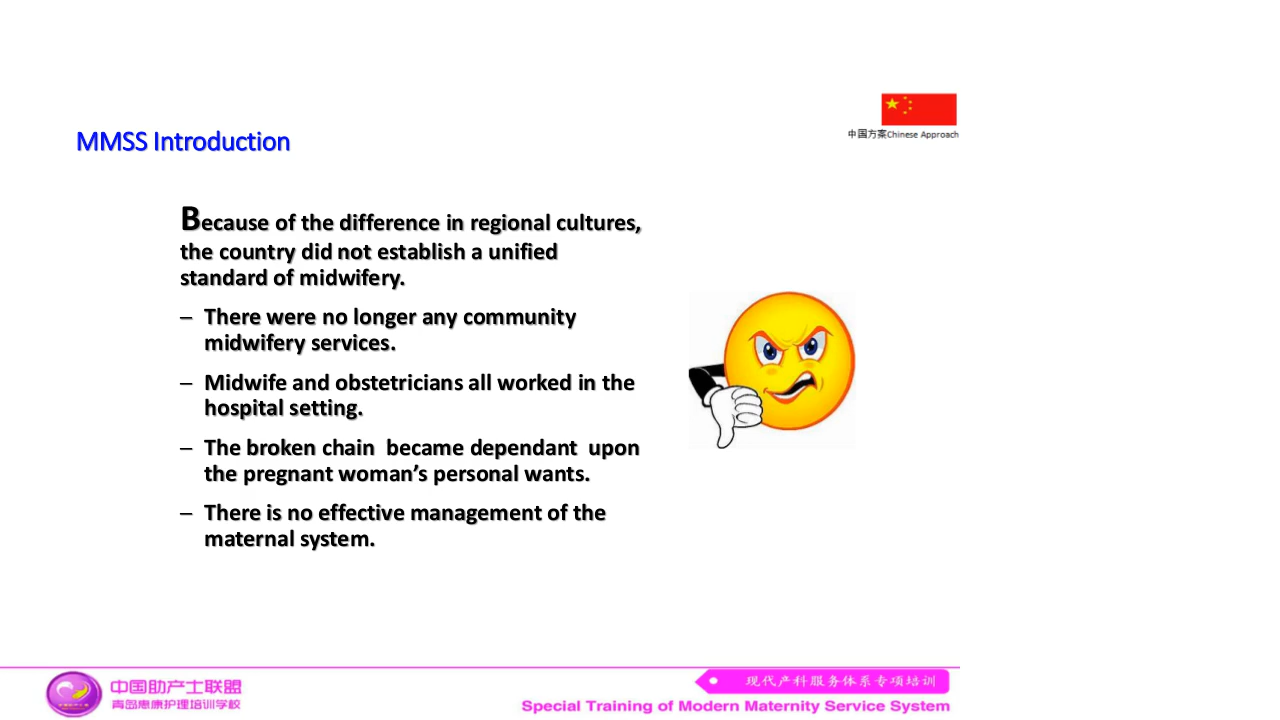 中国方案Chinese Approach
MMSS Introduction
Because of the difference in regional cultures,
the country did not establish a unified
standard of midwifery.
– There were no longer any community
midwifery services.
– Midwife and obstetricians all worked in the
hospital setting.
– The broken chain became dependant upon
the pregnant woman’s personal wants.
– There is no effective management of the
maternal system.
中国助产士联盟
青岛惠康护理培训学校
现代产科服务体系专项培训
Special Training of Modern Maternity Service System